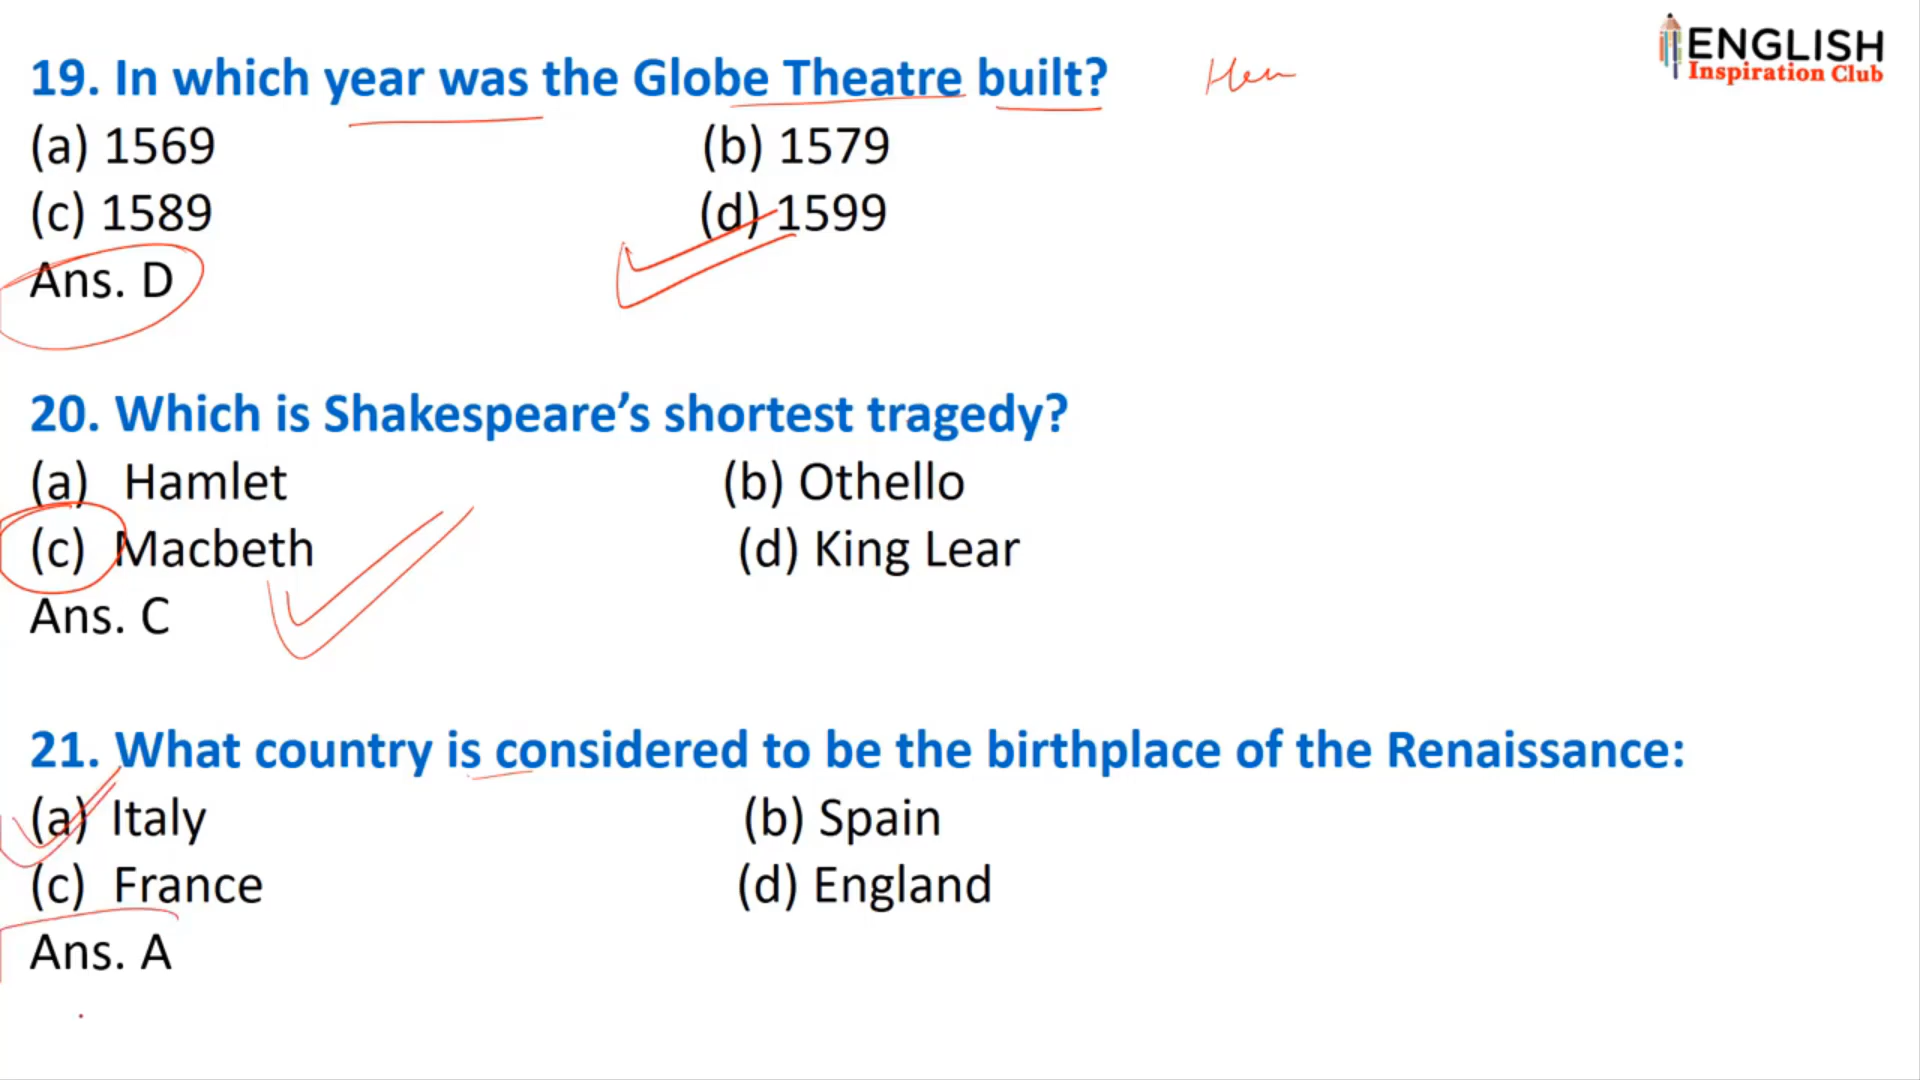 ENGLISH
Inspiration Club
19. In which year was the Globe Theatre built?
(a) 1569 (b) 1579
(c) 1589 (d) 1599
Ans. D
20. Which is Shakespeare’s shortest tragedy?
(a) Hamlet (b) Othello
(c) Macbeth (d) King Lear
Ans. C
21. What country is considered to be the birthplace of the Renaissance:
(a) Italy (b) Spain
(c) France (d) England
Ans. A